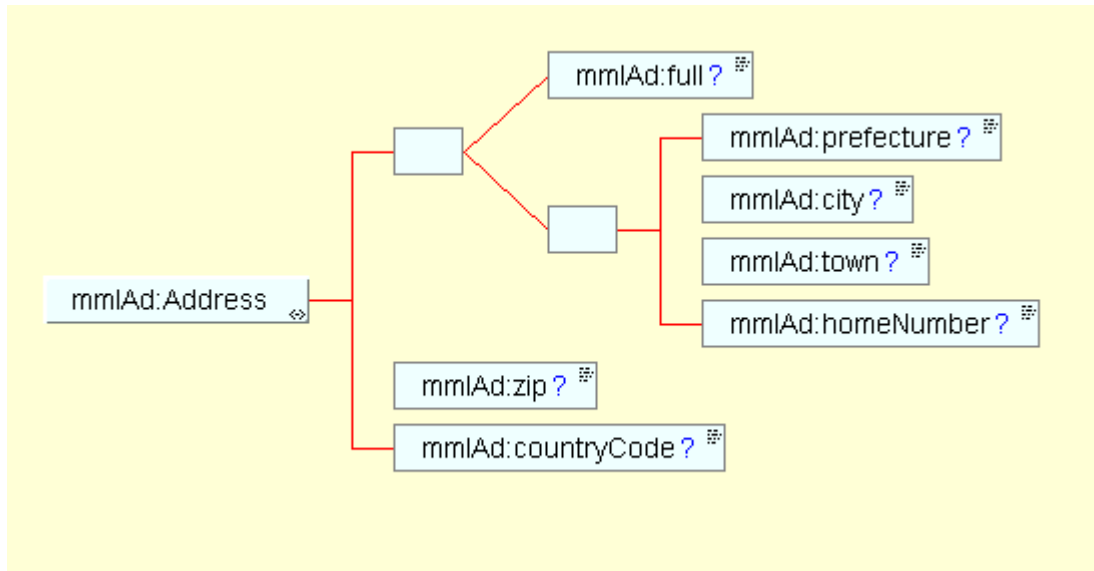 mmlAd:full?
mmlAd:prefecture?
mmlAd:city?
mmlAd:town?
mmlAd:Address
mmlAd:homeNumber?
mmlAd:zip?
mmlAd:countryCode?